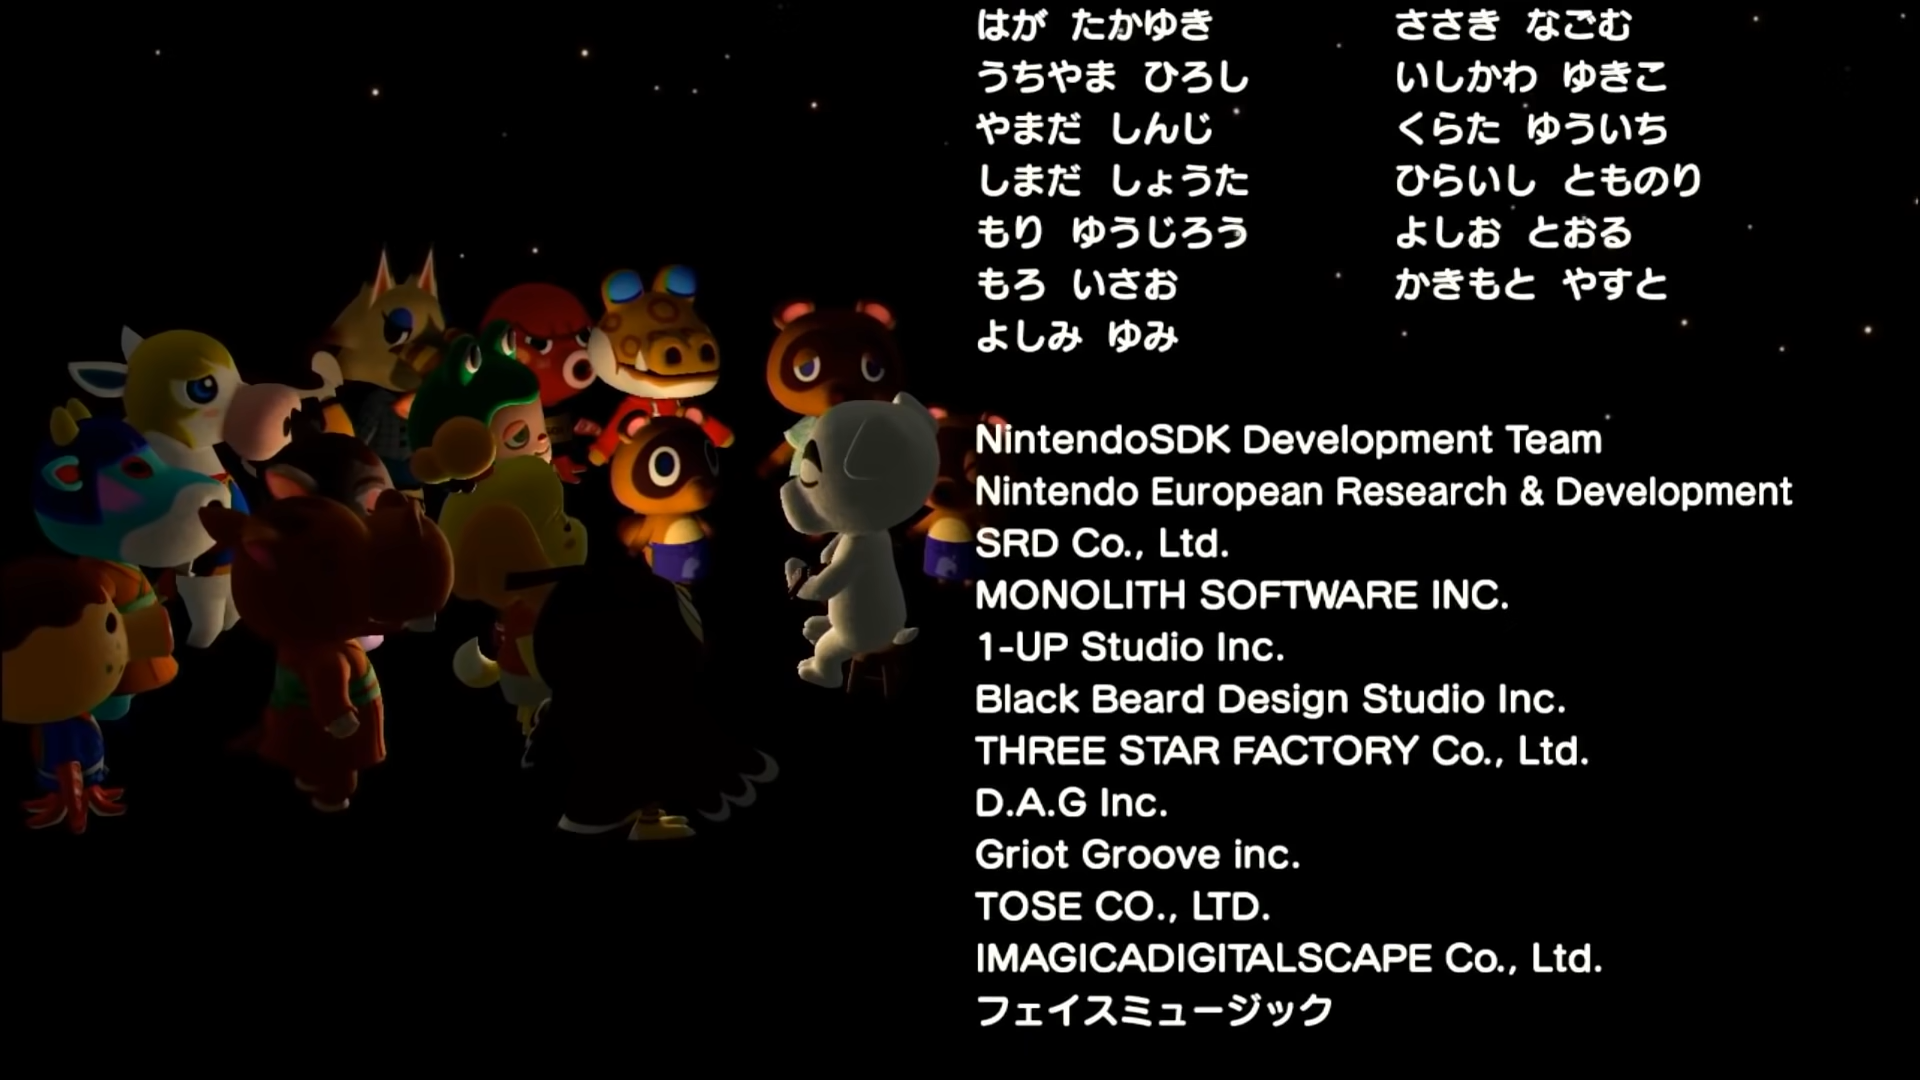 はが たかゆき ささき なごむ
うちやま ひろし いしかわ ゆきこ
やまだ しんじ くらた ゆういち
しまだ しょうた ひらいし とものり
もり ゆうじろう よしお とおる
もろ いさお かきもと やすと
よしみ ゆみ
NintendoSDK Development Team
Nintendo European Research & Development
SRD Co., Ltd.
MONOLITH SOFTWARE INC.
1-UP Studio Inc.
Black Beard Design Studio Inc.
THREE STAR FACTORY Co., Ltd.
D.A.G Inc.
Griot Groove inc.
TOSE CO., LTD.
IMAGICADIGITALSCAPE Co., Ltd.
フェイスミュージック